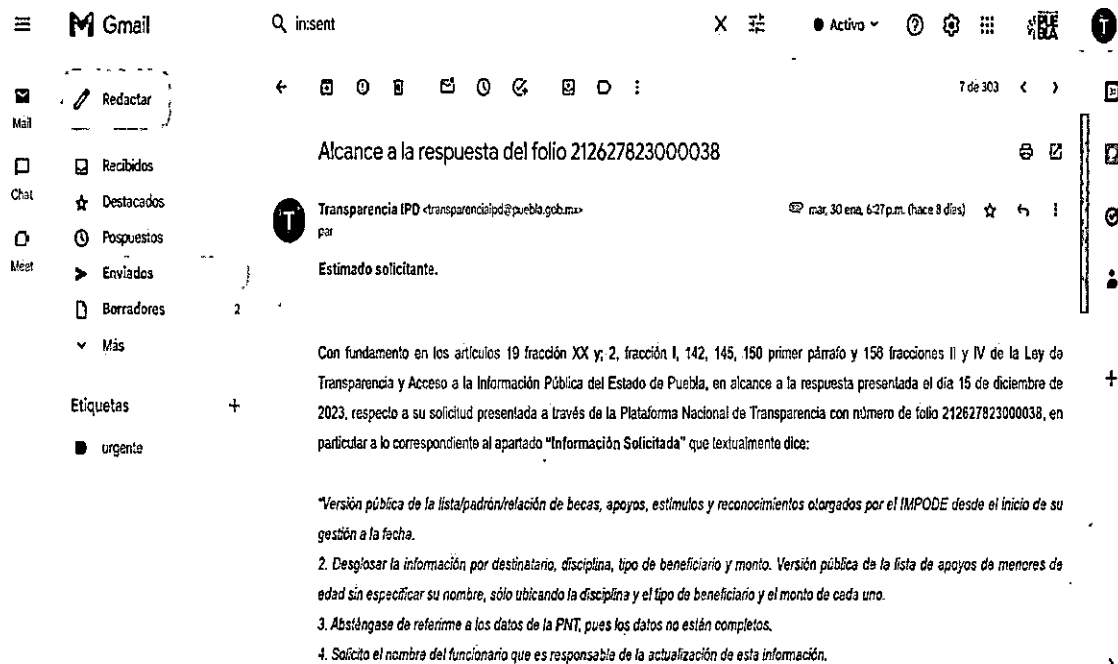 Gmail
in:sent
Activo
PUEBLA
T
Mail
Chat
Meet
Redactar
Recibidos
Destacados
Pospuestos
Enviados
Borradores 2
Más
Etiquetas
urgente
7 de 303
Alcance a la respuesta del folio 212627823000038
T
Transparencia IPD <transparenciaipd@puebla.gob.mx>
mar, 30 ene, 6:27 p.m. (hace 8 días)
par
Estimado solicitante.
Con fundamento en los artículos 19 fracción XX y; 2, fracción I, 142, 145, 150 primer párrafo y 156 fracciones II y IV de la Ley de
Transparencia y Acceso a la Información Pública del Estado de Puebla, en alcance a la respuesta presentada el día 15 de diciembre de
2023, respecto a su solicitud presentada a través de la Plataforma Nacional de Transparencia con número de folio 212627823000038, en
particular a lo correspondiente al apartado "Información Solicitada" que textualmente dice:
"Versión pública de la lista/padrón/relación de becas, apoyos, estímulos y reconocimientos otorgados por el IMPODE desde el inicio de su
gestión a la fecha.
2. Desglosar la información por destinatario, disciplina, tipo de beneficiario y monto. Versión pública de la lista de apoyos de menores de
edad sin especificar su nombre, sólo ubicando la disciplina y el tipo de beneficiario y el monto de cada uno.
3. Absténgase de referirme a los datos de la PNT, pues los datos no están completos.
4. Solicito el nombre del funcionario que es responsable de la actualización de esta información.